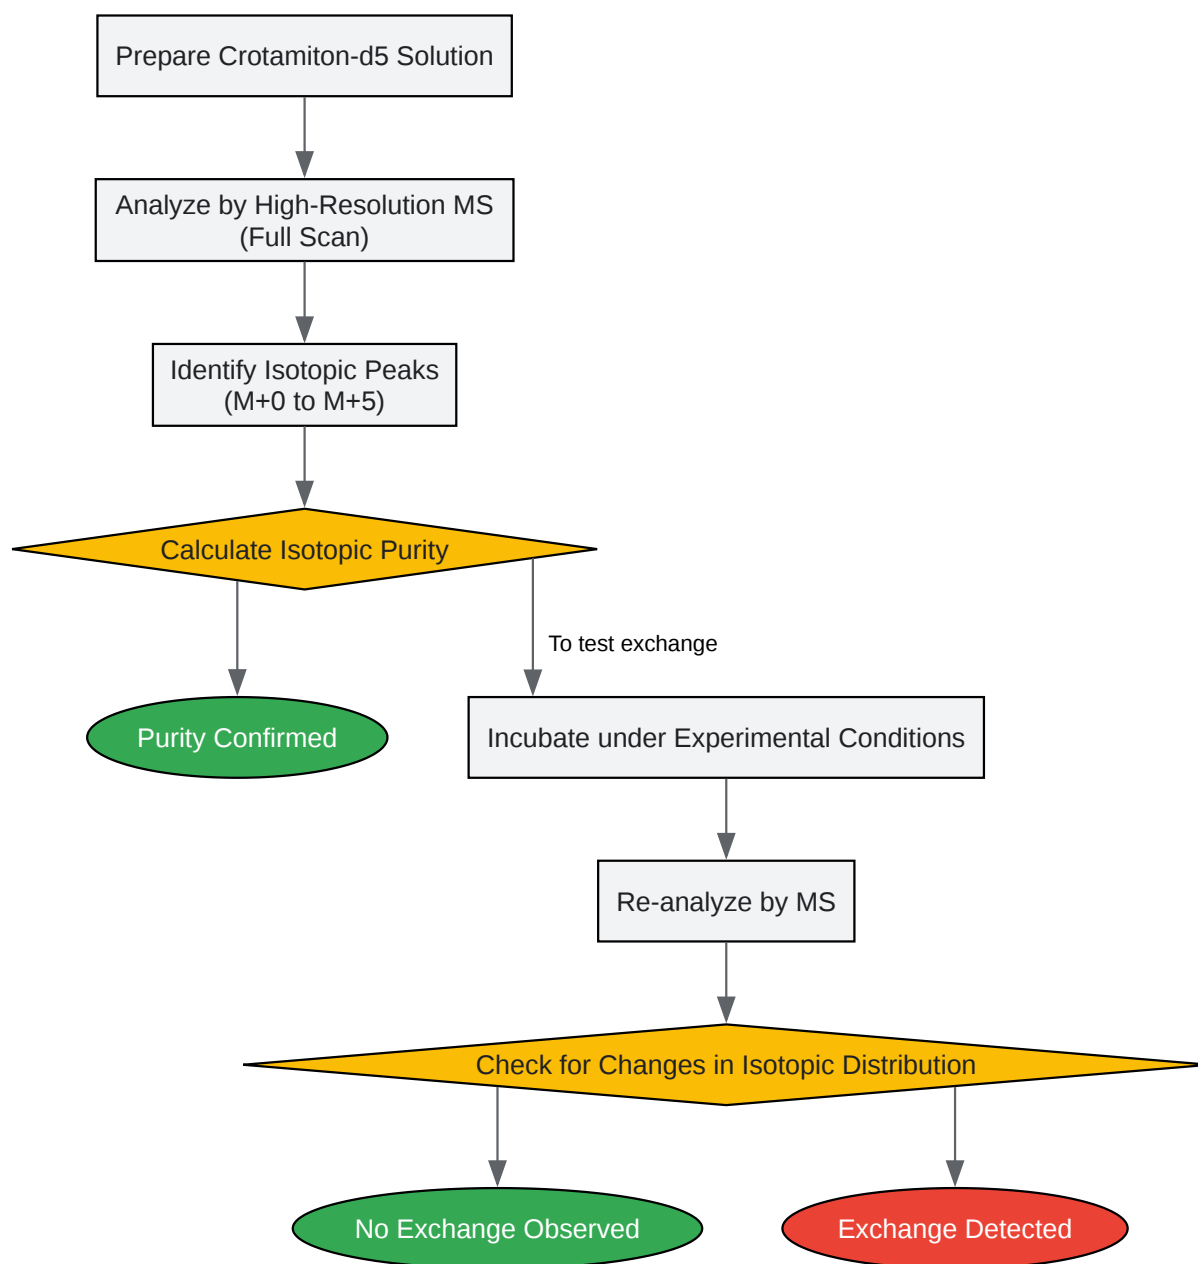 Prepare Crotamiton-d5 Solution
Analyze by High-Resolution MS
(Full Scan)
Identify Isotopic Peaks
(M+0 to M+5)
Calculate Isotopic Purity
To test exchange
Purity Confirmed
Incubate under Experimental Conditions
Re-analyze by MS
Check for Changes in Isotopic Distribution
No Exchange Observed
Exchange Detected